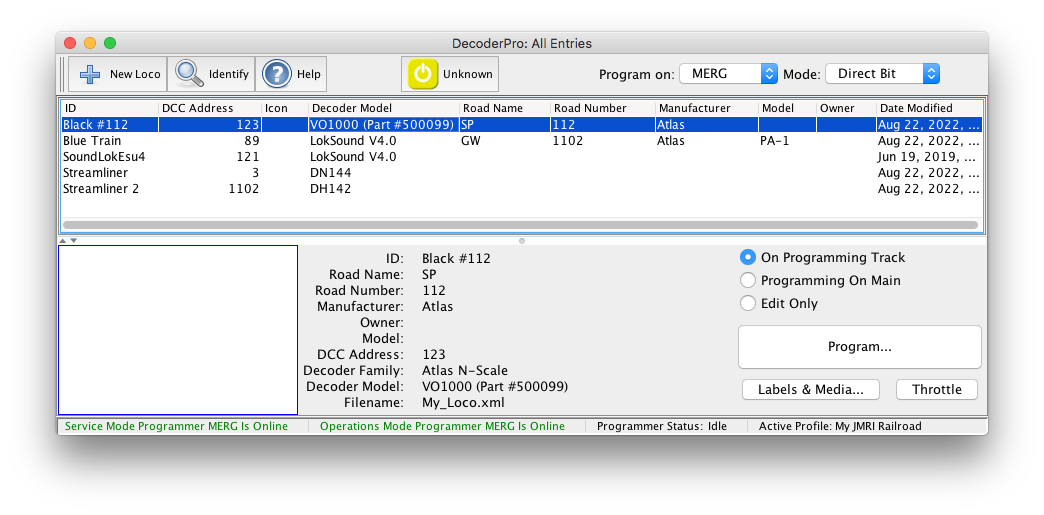 DecoderPro: All Entries
New Loco Identify Help Unknown Program on: MERG Mode: Direct Bit
ID DCC Address Icon Decoder Model Road Name Road Number Manufacturer Model Owner Date Modified
Black #112 123 VO1000 (Part #500099) SP 112 Atlas Aug 22, 2022, ...
Blue Train 89 LokSound V4.0 GW 1102 Atlas PA-1 Aug 22, 2022, ...
SoundLokEsu4 121 LokSound V4.0 Jun 19, 2019, ...
Streamliner 3 DN144 Aug 22, 2022, ...
Streamliner 2 1102 DH142 Aug 22, 2022, ...
ID: Black #112
Road Name: SP
Road Number: 112
Manufacturer: Atlas
Owner:
Model:
DCC Address: 123
Decoder Family: Atlas N-Scale
Decoder Model: VO1000 (Part #500099)
Filename: My_Loco.xml
On Programming Track
Programming On Main
Edit Only
Program...
Labels & Media... Throttle
Service Mode Programmer MERG Is Online Operations Mode Programmer MERG Is Online Programmer Status: Idle Active Profile: My JMRI Railroad